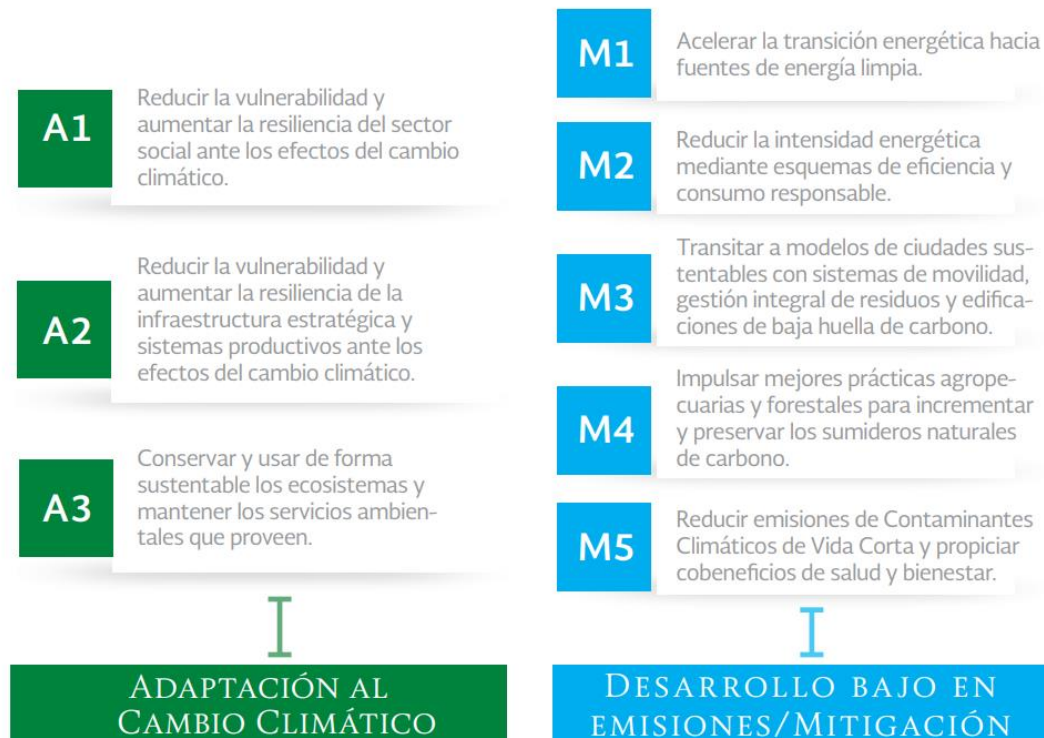 A1
Reducir la vulnerabilidad y
aumentar la resiliencia del sector
social ante los efectos del cambio
climático.
A2
Reducir la vulnerabilidad y
aumentar la resiliencia de la
infraestructura estratégica y
sistemas productivos ante los
efectos del cambio climático.
A3
Conservar y usar de forma
sustentable los ecosistemas y
mantener los servicios ambien-
tales que proveen.
ADAPTACIÓN AL
CAMBIO CLIMÁTICO
M1
Acelerar la transición energética hacia
fuentes de energía limpia.
M2
Reducir la intensidad energética
mediante esquemas de eficiencia y
consumo responsable.
M3
Transitar a modelos de ciudades sus-
tentables con sistemas de movilidad,
gestión integral de residuos y edifica-
ciones de baja huella de carbono.
M4
Impulsar mejores prácticas agrope-
cuarias y forestales para incrementar
y preservar los sumideros naturales
de carbono.
M5
Reducir emisiones de Contaminantes
Climáticos de Vida Corta y propiciar
cobeneficios de salud y bienestar.
DESARROLLO BAJO EN
EMISIONES/MITIGACIÓN